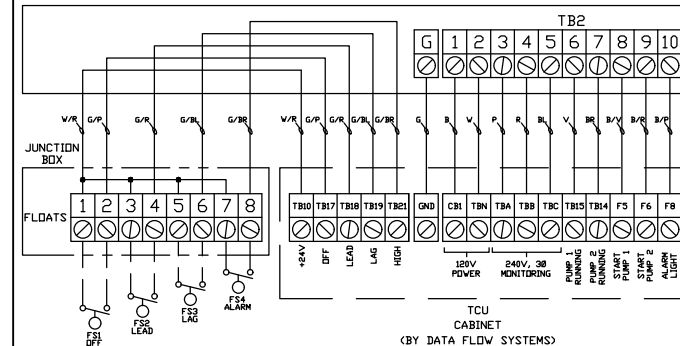 TB2
G 1 2 3 4 5 6 7 8 9 10
W/R G/P G/R G/BL G/BR W/R G/P G/R G/BL G/BR G B W P R BL V BR B/V B/R B/P
JUNCTION
BOX
FLOATS
1 2 3 4 5 6 7 8
TB10 TB17 TB18 TB19 TB21 GND CB1 TBN TBA TBB TBC TB15 TB14 F5 F6 F8
+24V
OFF
LEAD
LAG
HIGH
120V
POWER
240V, 30
MONITORING
PUMP 1
RUNNING
PUMP 2
RUNNING
START
PUMP 1
START
PUMP 2
ALARM
LIGHT
FS1
OFF
FS2
LEAD
FS3
LAG
FS4
ALARM
TCU
CABINET
(BY DATA FLOW SYSTEMS)